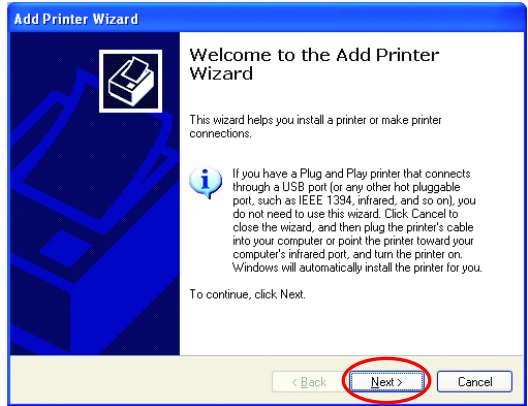 Add Printer Wizard
Welcome to the Add Printer
Wizard
This wizard helps you install a printer or make printer
connections.
If you have a Plug and Play printer that connects
through a USB port (or any other hot pluggable
port, such as IEEE 1394, infrared, and so on), you
do not need to use this wizard. Click Cancel to
close the wizard, and then plug the printer's cable
into your computer or point the printer toward your
computer's infrared port, and turn the printer on.
Windows will automatically install the printer for you.
To continue, click Next.
< Back Next > Cancel